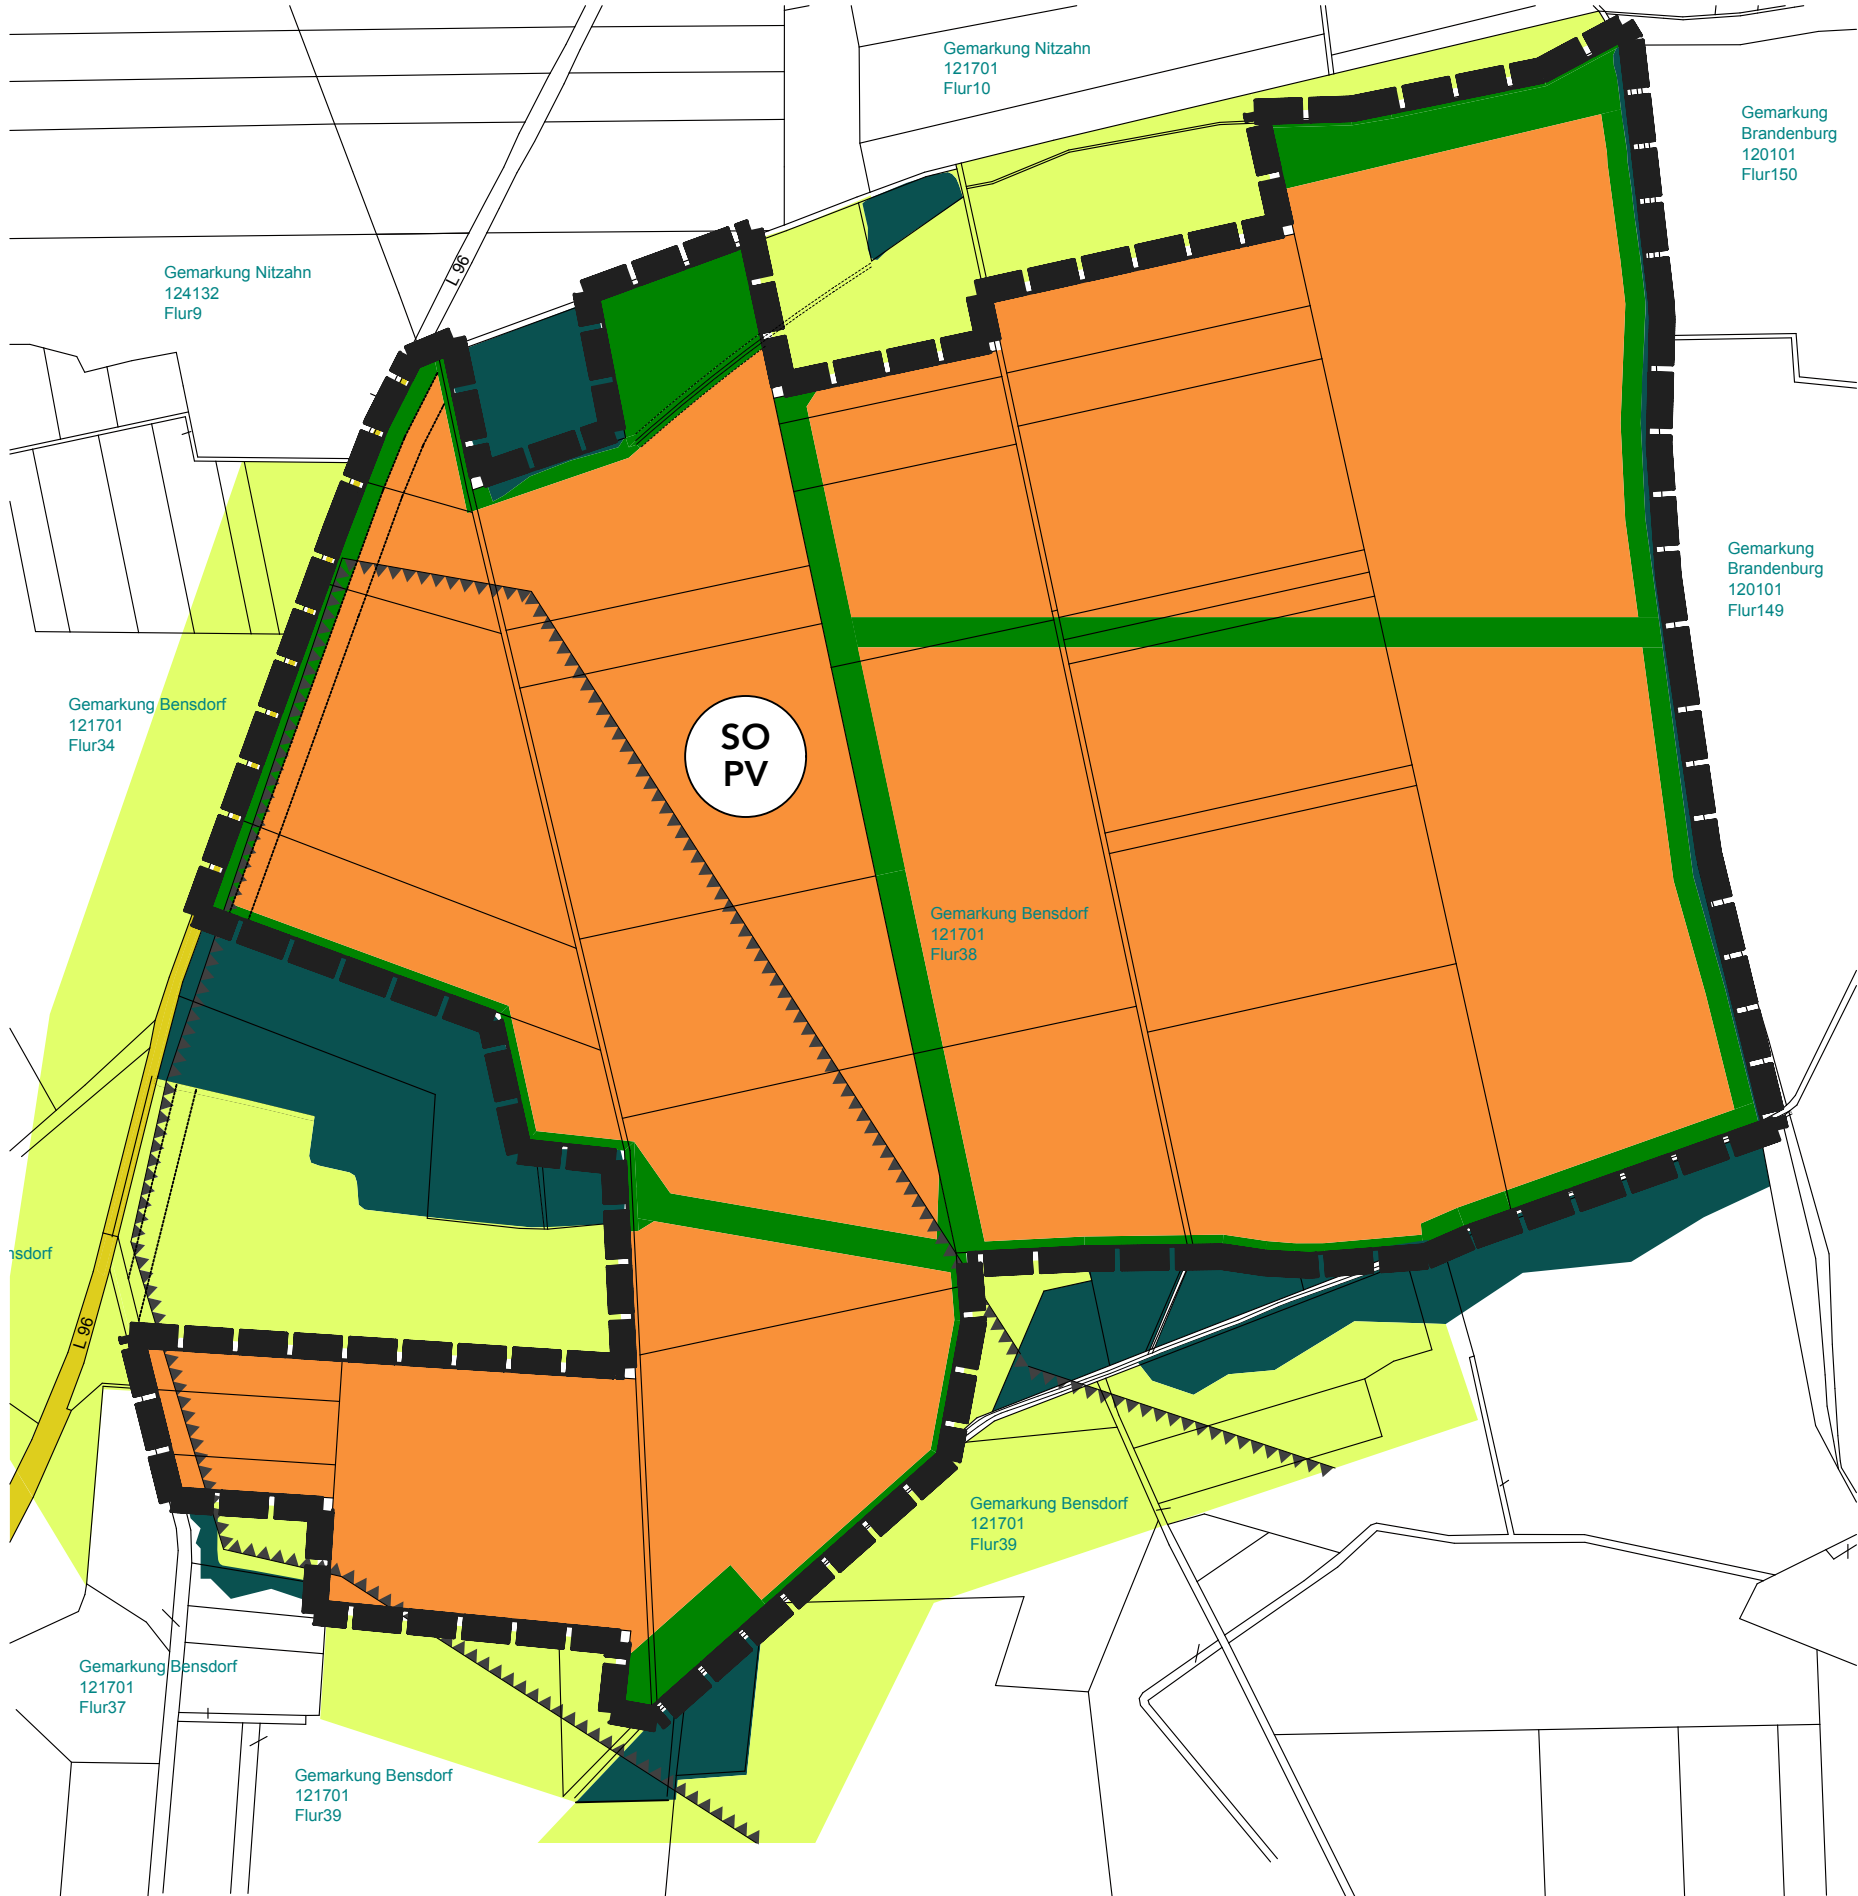 Gemarkung Nitzahn
121701
Flur10
Gemarkung
Brandenburg
120101
Flur150
L 96
Gemarkung Nitzahn
124132
Flur9
Gemarkung
Brandenburg
120101
Flur149
Gemarkung Bensdorf
121701
Flur34
SO
PV
Gemarkung Bensdorf
121701
Flur38
nsdorf
L 96
Gemarkung Bensdorf
121701
Flur39
Gemarkung Bensdorf
121701
Flur37
Gemarkung Bensdorf
121701
Flur39